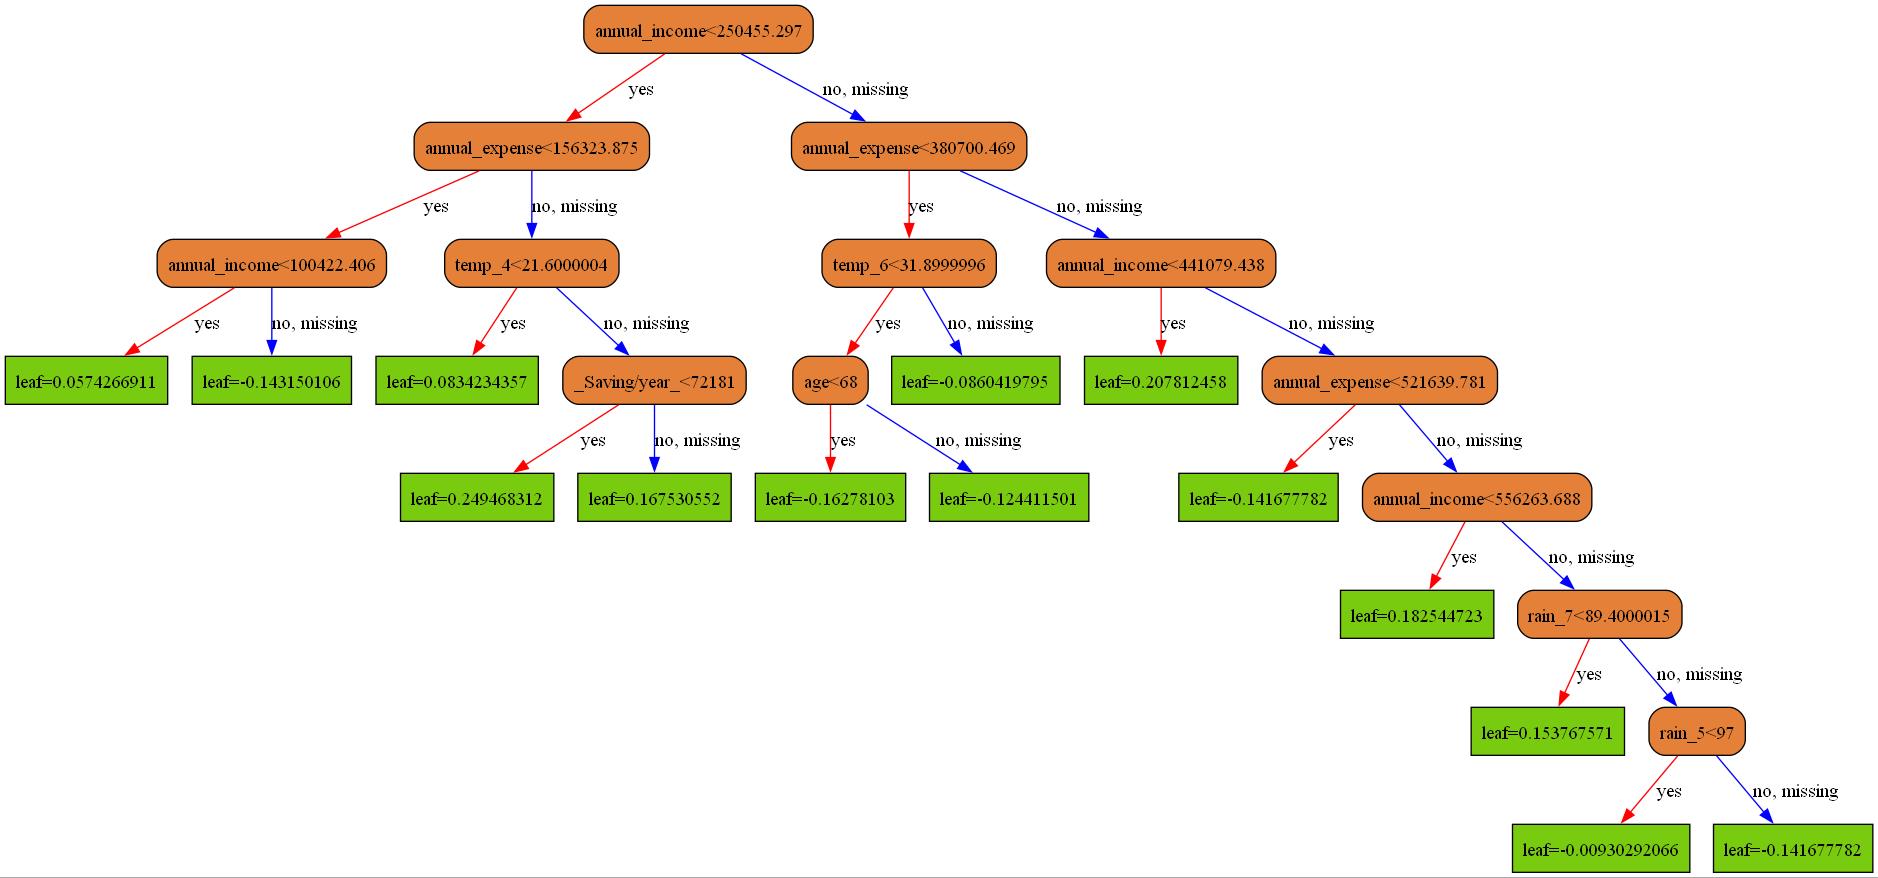 annual_income<250455.297
yes
no, missing
annual_expense<156323.875
annual_expense<380700.469
yes
no, missing
yes
no, missing
annual_income<100422.406
temp_4<21.6000004
temp_6<31.8999996
annual_income<441079.438
yes
no, missing
yes
no, missing
yes
no, missing
yes
no, missing
leaf=0.0574266911
leaf=-0.143150106
leaf=0.0834234357
_Saving/year_<72181
age<68
leaf=-0.0860419795
leaf=0.207812458
annual_expense<521639.781
yes
no, missing
yes
no, missing
yes
no, missing
leaf=0.249468312
leaf=0.167530552
leaf=-0.16278103
leaf=-0.124411501
leaf=-0.141677782
annual_income<556263.688
yes
no, missing
leaf=0.182544723
rain_7<89.4000015
yes
no, missing
leaf=0.153767571
rain_5<97
yes
no, missing
leaf=-0.00930292066
leaf=-0.141677782